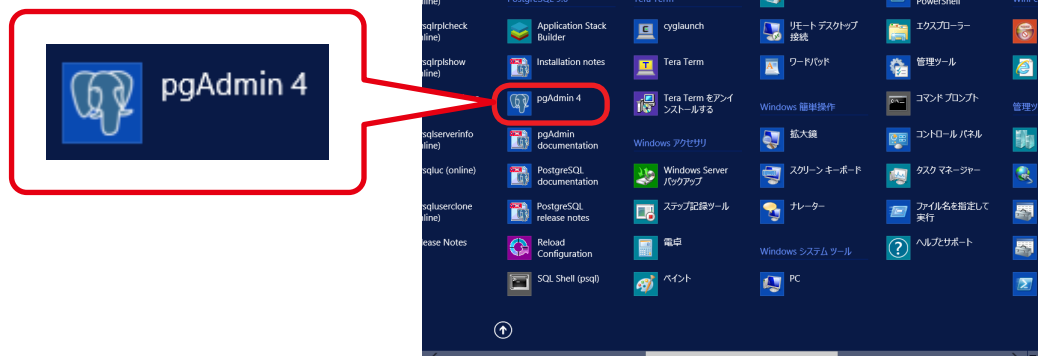 pgAdmin 4
sqlrplcheck
sqlrplshow
sqlserverinfo
sqluc (online)
sqluserclone
ease Notes
Application Stack
Builder
Installation notes
pgAdmin 4
pgAdmin
documentation
PostgreSQL
documentation
PostgreSQL
release notes
Reload
Configuration
SQL Shell (psql)
cyglaunch
Tera Term
Tera Term をアンイ
ンストールする
Windows アクセサリ
Windows Server
バックアップ
ステップ記録ツール
電卓
ペイント
リモート デスクトップ
接続
ワードパッド
Windows 簡単操作
拡大鏡
スクリーン キーボード
ナレーター
Windows システム ツール
PC
PowerShell
エクスプローラー
管理ツール
コマンド プロンプト
コントロール パネル
タスク マネージャー
ファイル名を指定して
実行
ヘルプとサポート
管理ツ